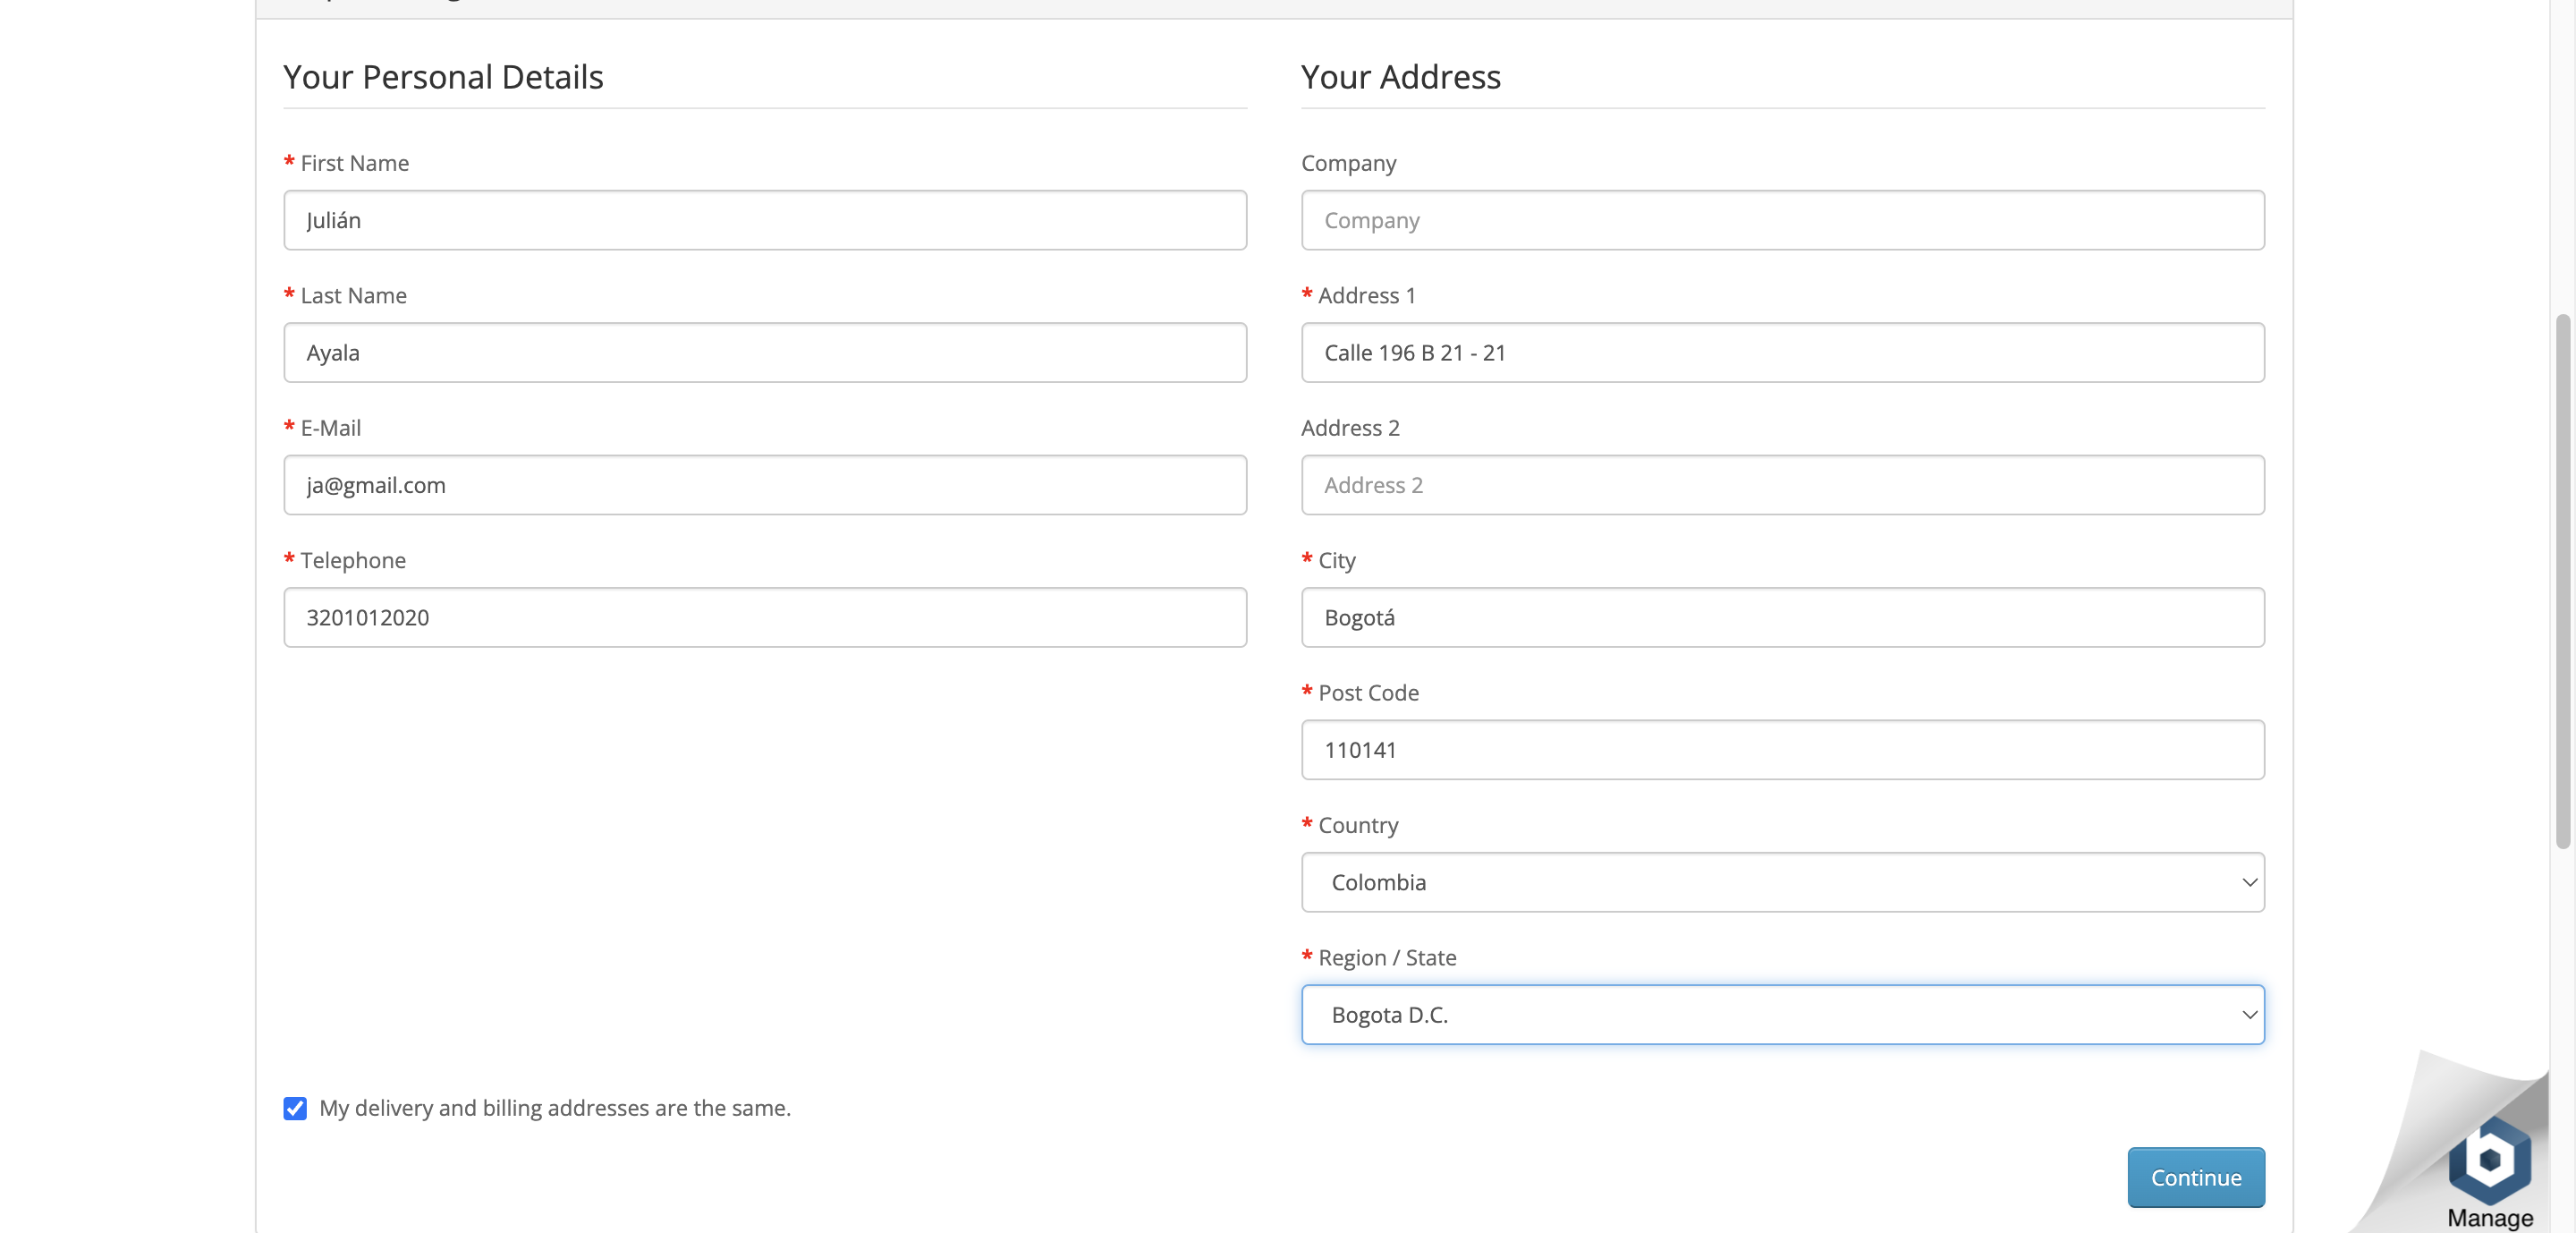 Your Personal Details
* First Name
Julián
* Last Name
Ayala
* E-Mail
ja@gmail.com
* Telephone
3201012020
Your Address
Company
Company
* Address 1
Calle 196 B 21 - 21
Address 2
Address 2
* City
Bogotá
* Post Code
110141
* Country
Colombia
* Region / State
Bogota D.C.
My delivery and billing addresses are the same.
Continue
Manage